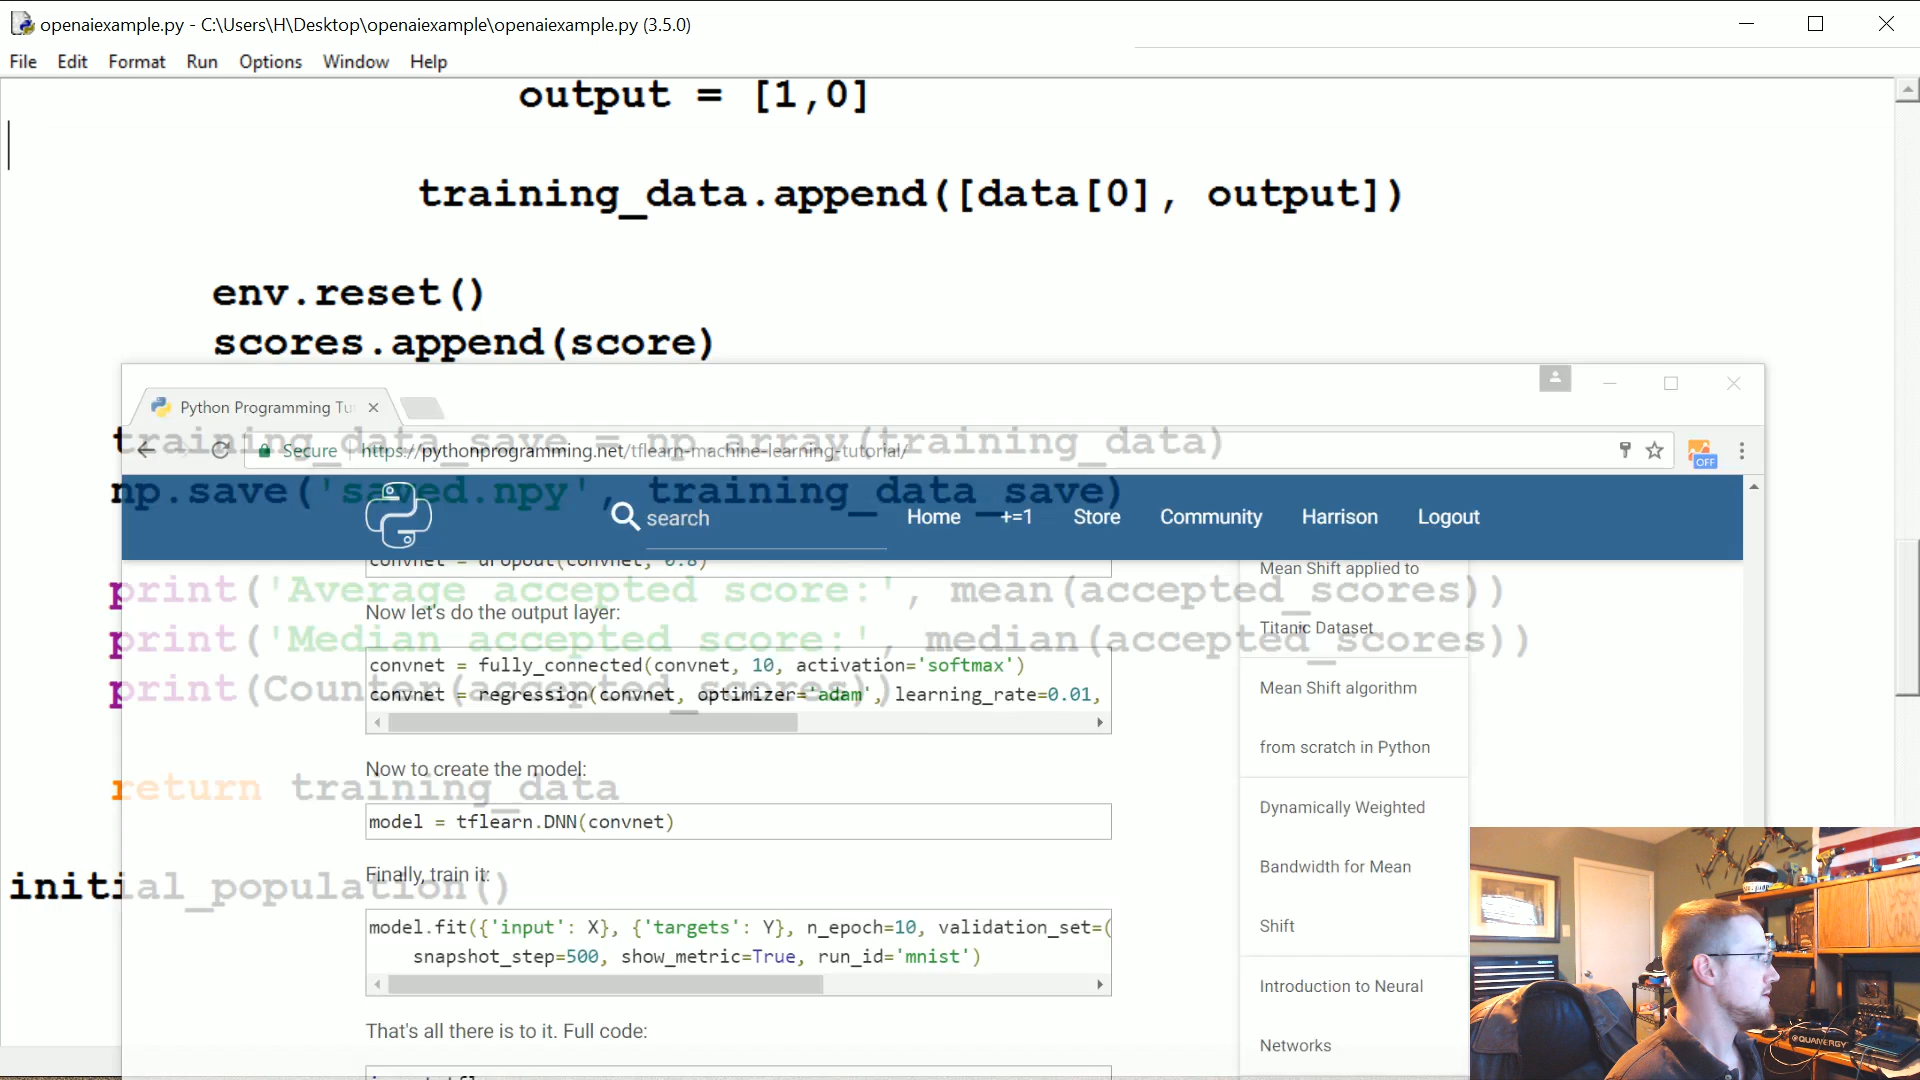 openaiexample.py - C:\Users\H\Desktop\openaiexample\openaiexample.py (3.5.0)
File Edit Format Run Options Window Help
output = [1,0]
training_data.append([data[0], output])
env.reset()
scores.append(score)
Python Programming Tu
training_data_save = np.array(training_data)
Secure https://pythonprogramming.net/tflearn-machine-learning-tutorial/
OFF
np.save('saved.npy', training_data_save)
search Home +=1 Store Community Harrison Logout
convnet = dropout(convnet, 0.8)
Mean Shift applied to
print('Average accepted score:', mean(accepted_scores))
Now let's do the output layer:
Titanic Dataset
print('Median accepted score:', median(accepted_scores))
convnet = fully_connected(convnet, 10, activation='softmax')
print(Counter(accepted_scores))
convnet = regression(convnet, optimizer='adam', learning_rate=0.01,
Mean Shift algorithm
from scratch in Python
Now to create the model:
return training_data
Dynamically Weighted
model = tflearn.DNN(convnet)
Bandwidth for Mean
Finally, train it:
initial_population()
Shift
model.fit({'input': X}, {'targets': Y}, n_epoch=10, validation_set=(
snapshot_step=500, show_metric=True, run_id='mnist')
Introduction to Neural
That's all there is to it. Full code:
Networks
QUANERGY